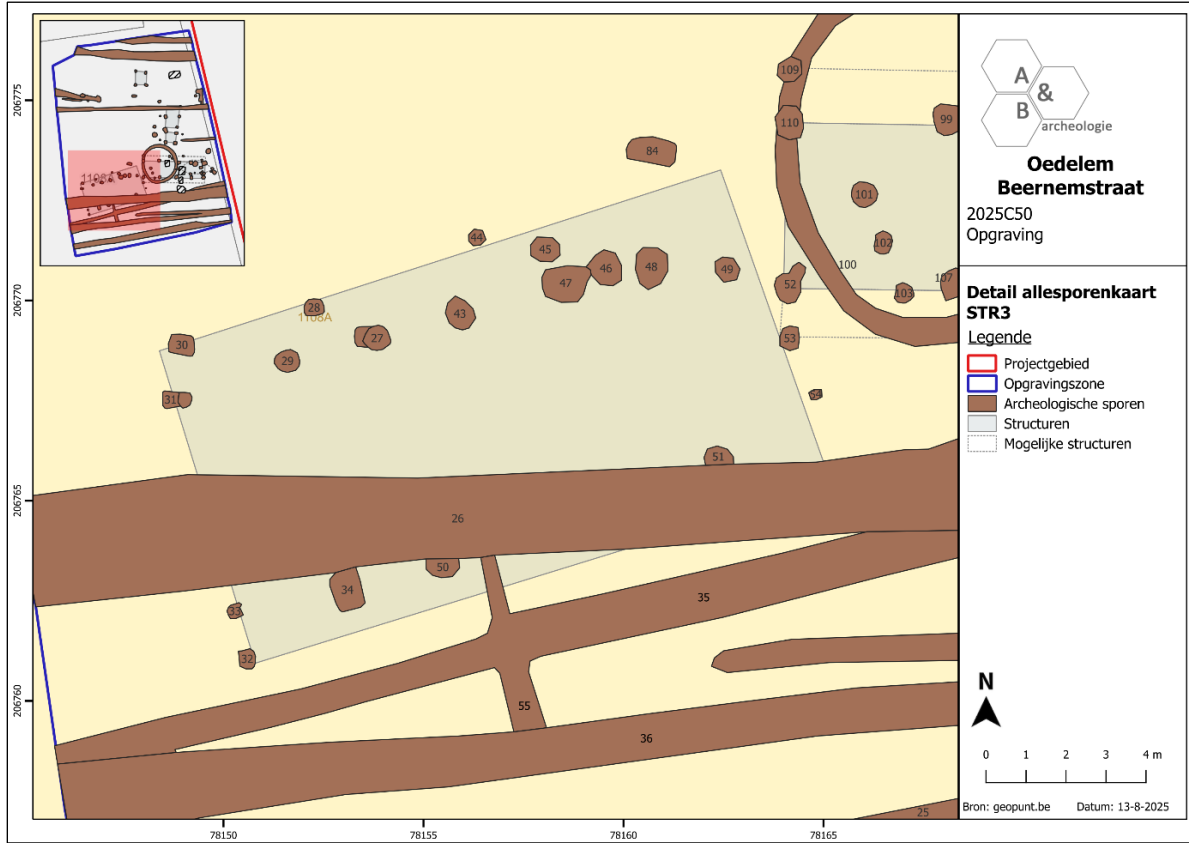 1108A
109
110
99
84
101
44
102
45
100
46
48
49
47
52
107
103
28
1108A
43
53
27
30
29
31
54
51
26
50
34
35
33
32
55
36
25
206775
206770
206765
206760
78150
78155
78160
78165
A
&
B
archeologie
Oedelem
Beernemstraat
2025C50
Opgraving
Detail allesporenkaart
STR3
Legende
Projectgebied
Opgravingszone
Archeologische sporen
Structuren
Mogelijke structuren
N
0 1 2 3 4 m
Bron: geopunt.be Datum: 13-8-2025